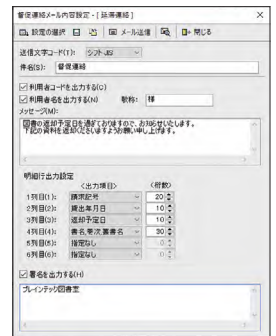 督促連絡メール内容設定 - [ 延滞連絡 ]
設定の選択 メール送信 閉じる
送信文字コード(T): シフトJIS
件名(S): 督促連絡
利用者コードを出力する(C)
利用者名を出力する(N) 敬称: 様
メッセージ(M):
図書の返却予定日を過ぎておりますので、お知らせいたします。
下記の資料を返却くださいますようお願い申し上げます。
明細行出力設定
<出力項目> <桁数>
1列目(1): 請求記号 20
2列目(2): 貸出年月日 10
3列目(3): 返却予定日 10
4列目(4): 書名,巻次,叢書名 30
5列目(5): 指定なし 0
6列目(6): 指定なし 0
署名を出力する(H)
ブレインテック図書室